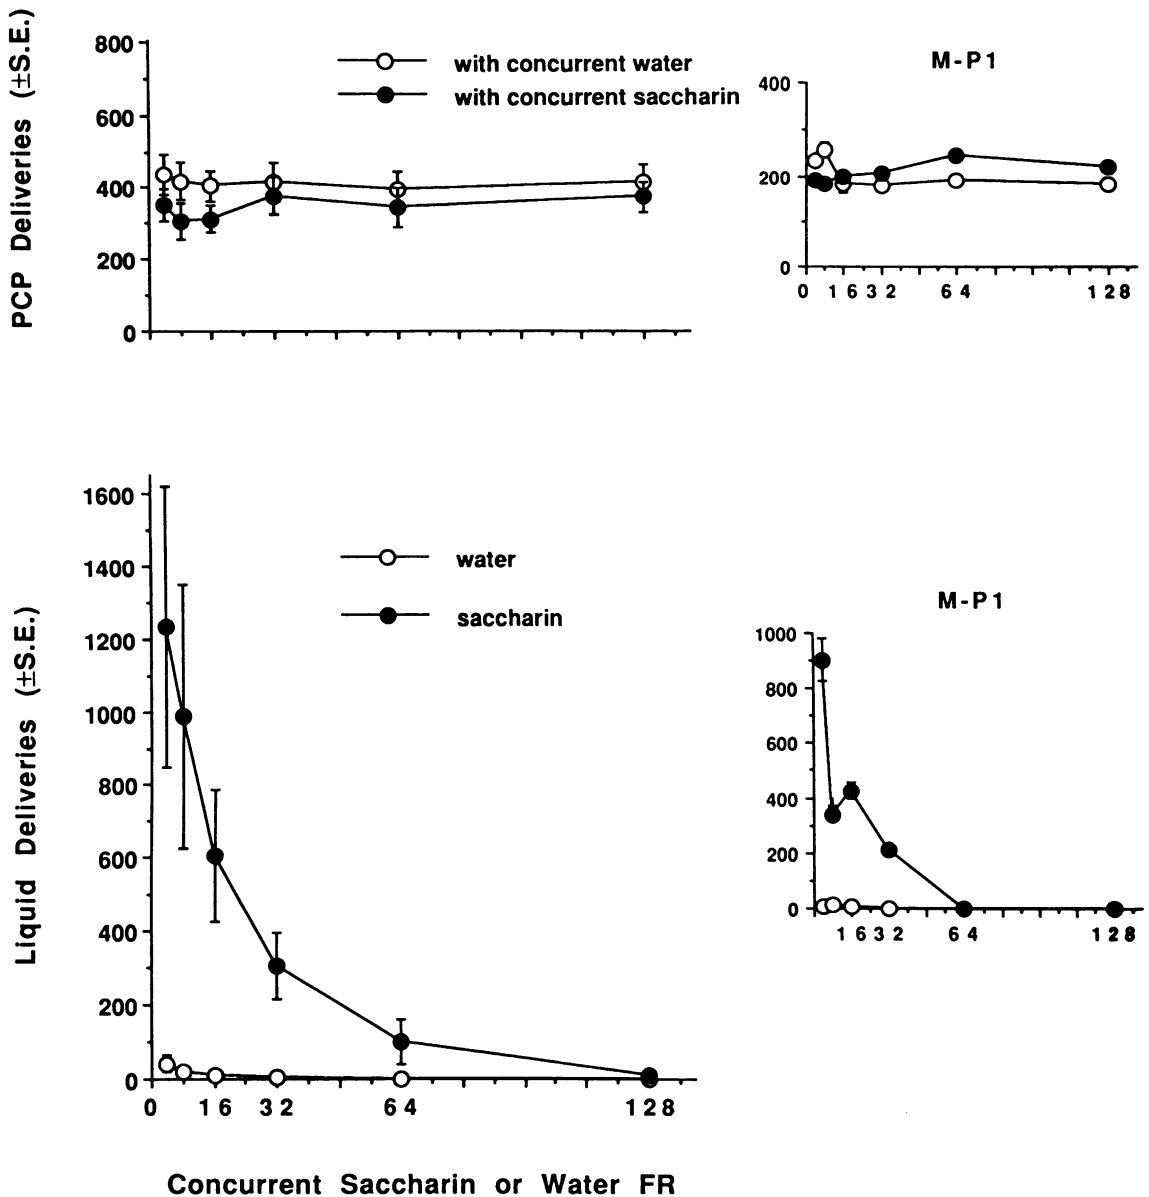 PCP Deliveries (±S.E.)
800
600
400
200
0
with concurrent water
with concurrent saccharin
M-P1
400
200
0
0 16 32 64 128
Liquid Deliveries (±S.E.)
1600
1400
1200
1000
800
600
400
200
0
0 16 32 64 128
water
saccharin
M-P1
1000
800
600
400
200
0
16 32 64 128
Concurrent Saccharin or Water FR